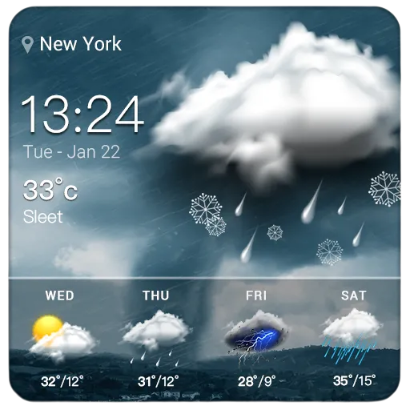 New York
13:24
Tue - Jan 22
33°c
Sleet
WED THU FRI SAT
32°/12° 31°/12° 28°/9° 35°/15°